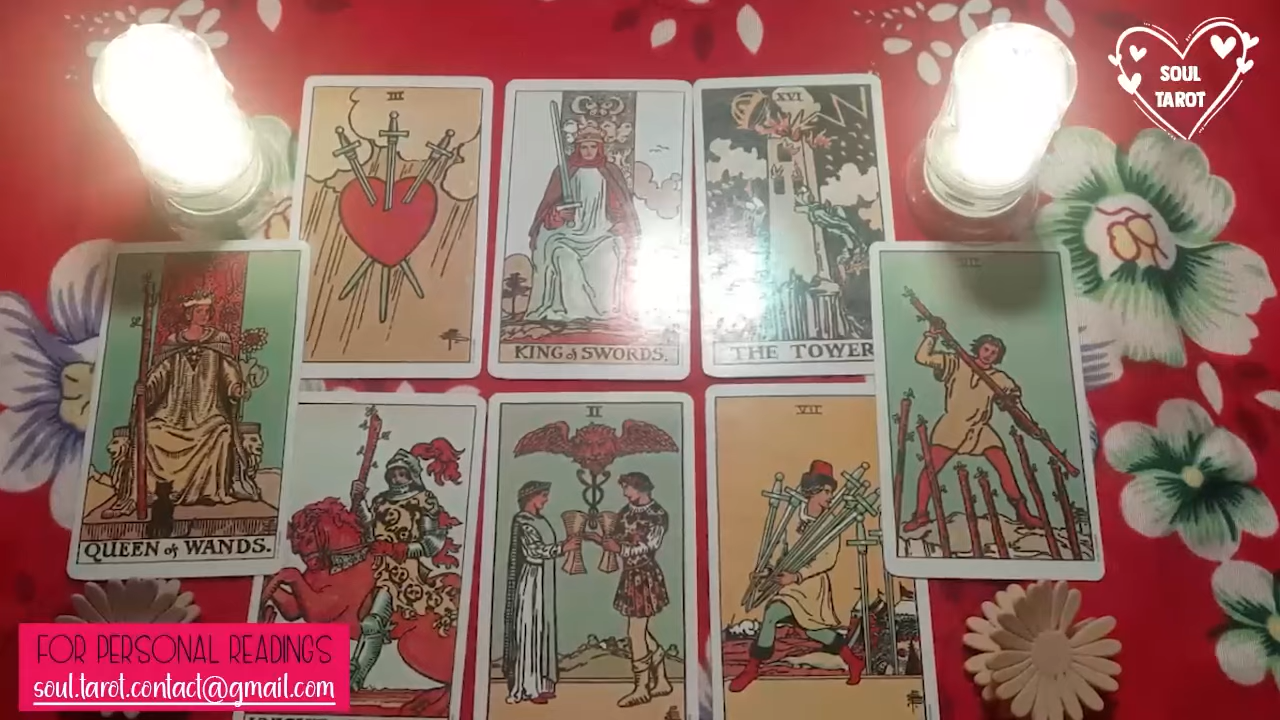 SOUL
TAROT
III
XVI
KING of SWORDS.
THE TOWER
VII
QUEEN of WANDS.
II
VII
FOR PERSONAL READINGS
soul.tarot.contact@gmail.com